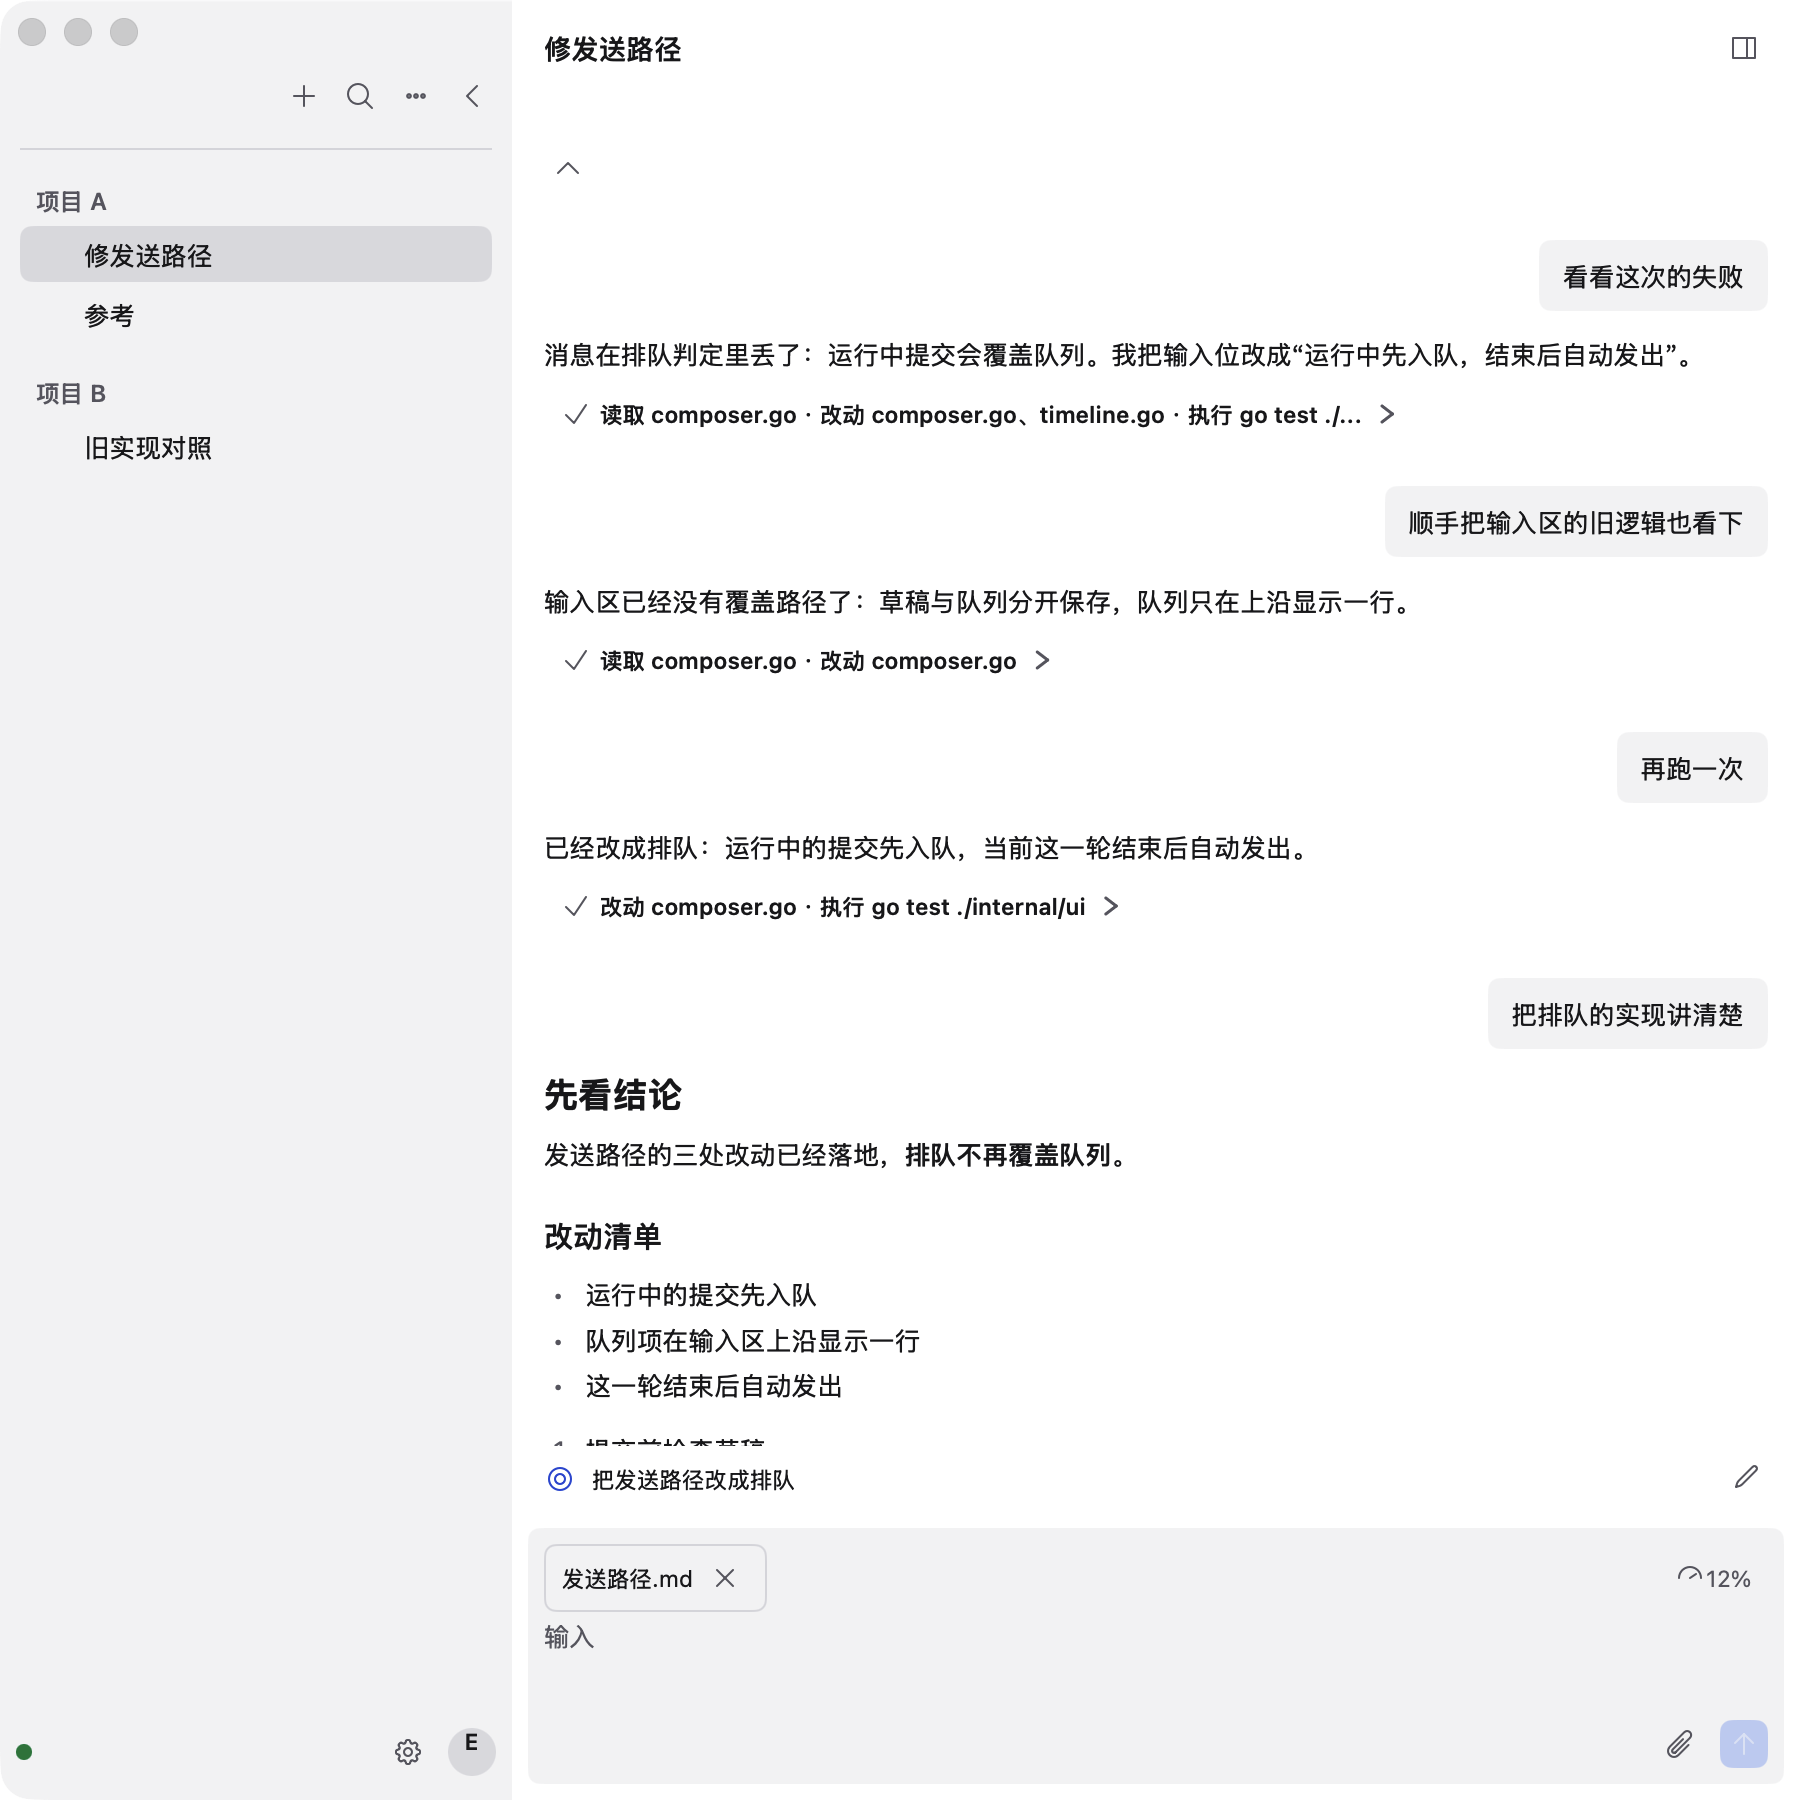 修发送路径
项目 A
修发送路径
参考
项目 B
旧实现对照
看看这次的失败
消息在排队判定里丢了：运行中提交会覆盖队列。我把输入位改成“运行中先入队，结束后自动发出”。
读取 composer.go · 改动 composer.go、timeline.go · 执行 go test ./...
顺手把输入区的旧逻辑也看下
输入区已经没有覆盖路径了：草稿与队列分开保存，队列只在上沿显示一行。
读取 composer.go · 改动 composer.go
再跑一次
已经改成排队：运行中的提交先入队，当前这一轮结束后自动发出。
改动 composer.go · 执行 go test ./internal/ui
把排队的实现讲清楚
先看结论
发送路径的三处改动已经落地，排队不再覆盖队列。
改动清单
• 运行中的提交先入队
• 队列项在输入区上沿显示一行
• 这一轮结束后自动发出
把发送路径改成排队
发送路径.md
12%
输入
E